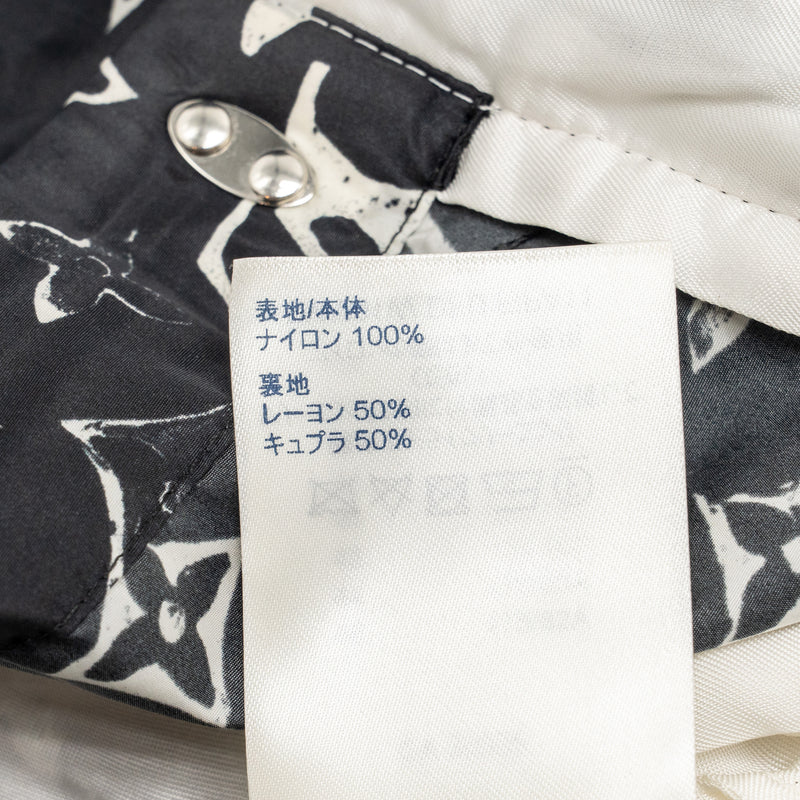 表地/本体
ナイロン 100%
裏地
レーヨン 50%
キュプラ 50%